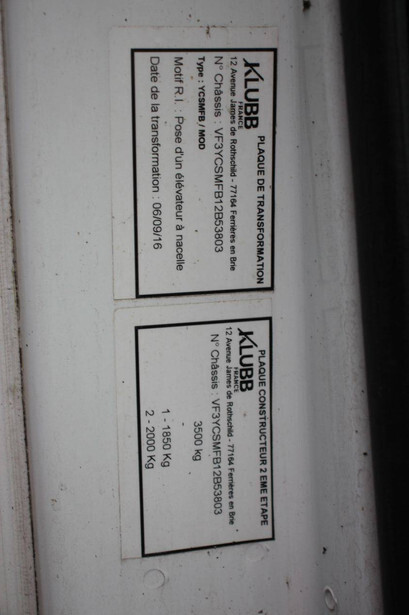 PLAQUE DE TRANSFORMATION
KLUBB
FRANCE
12 Avenue James de Rothschild - 77164 Ferrières en Brie
N° Châssis : VF3YCSMFB12B53803
Type : YCSMFB / MOD
Motif R.I. : Pose d'un élévateur à nacelle
Date de la transformation : 06/09/16
PLAQUE CONSTRUCTEUR 2 EME ETAPE
KLUBB
FRANCE
12 Avenue James de Rothschild - 77164 Ferrières en Brie
N° Châssis : VF3YCSMFB12B53803
3500 kg
1 - 1850 Kg
2 - 2000 Kg